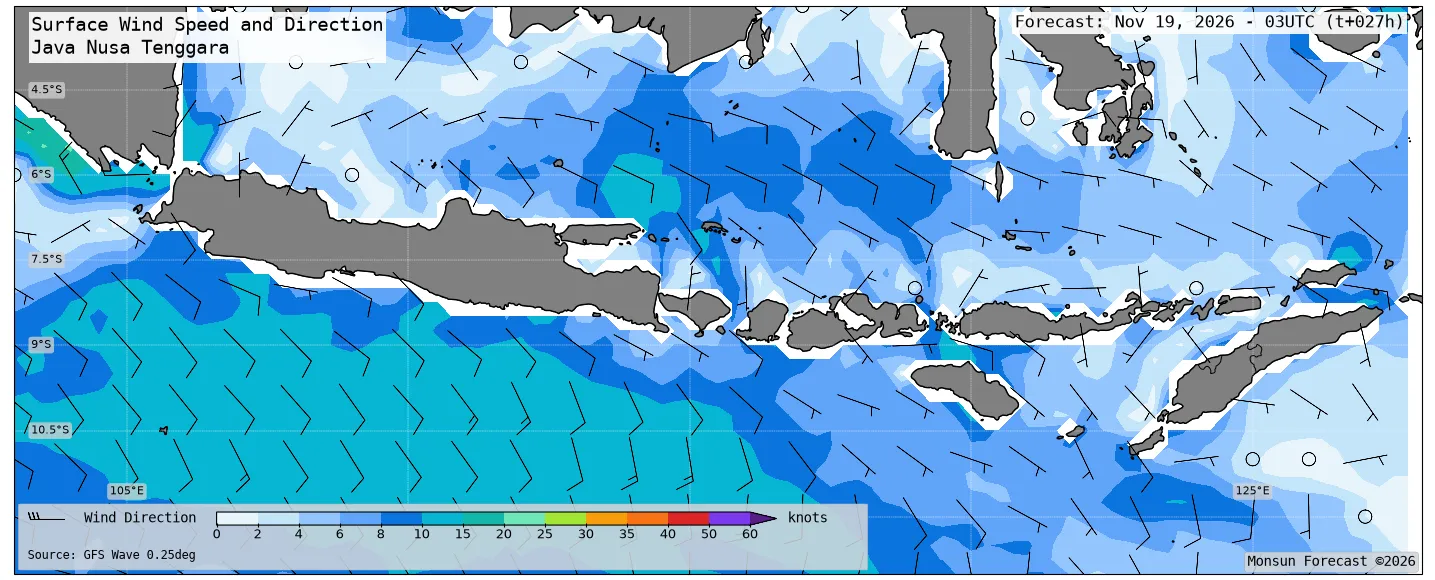 Surface Wind Speed and Direction
Java Nusa Tenggara
Forecast: Nov 19, 2026 - 03UTC (t+027h)
4.5°S
6°S
7.5°S
9°S
10.5°S
105°E
125°E
Wind Direction
0 2 4 6 8 10 15 20 25 30 35 40 50 60
knots
Source: GFS Wave 0.25deg
Monsun Forecast ©2026